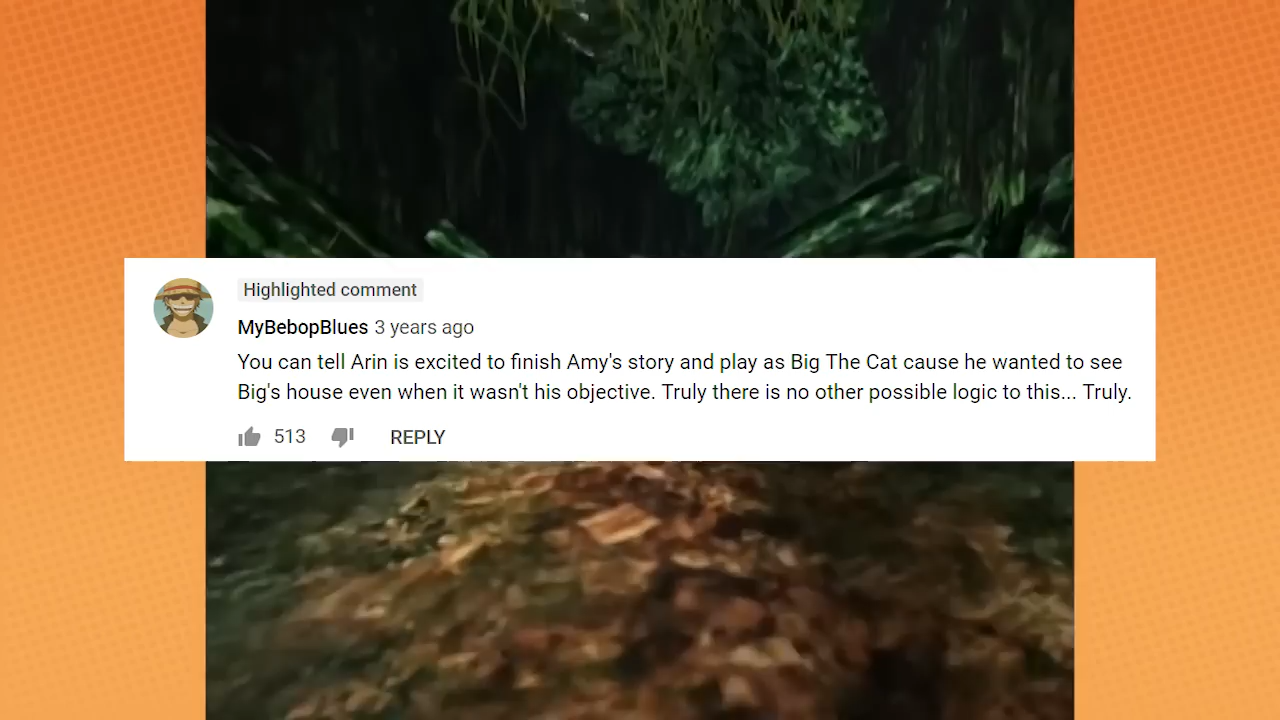 Highlighted comment
MyBebopBlues 3 years ago
You can tell Arin is excited to finish Amy's story and play as Big The Cat cause he wanted to see
Big's house even when it wasn't his objective. Truly there is no other possible logic to this... Truly.
513 REPLY